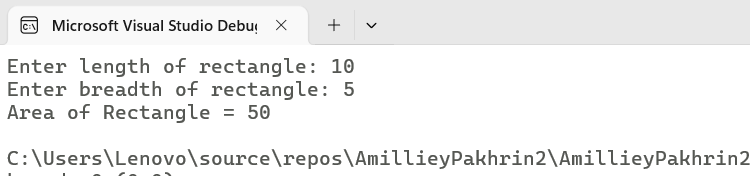 Microsoft Visual Studio Debu
Enter length of rectangle: 10
Enter breadth of rectangle: 5
Area of Rectangle = 50
C:\Users\Lenovo\source\repos\AmillieyPakhrin2\AmillieyPakhrin2